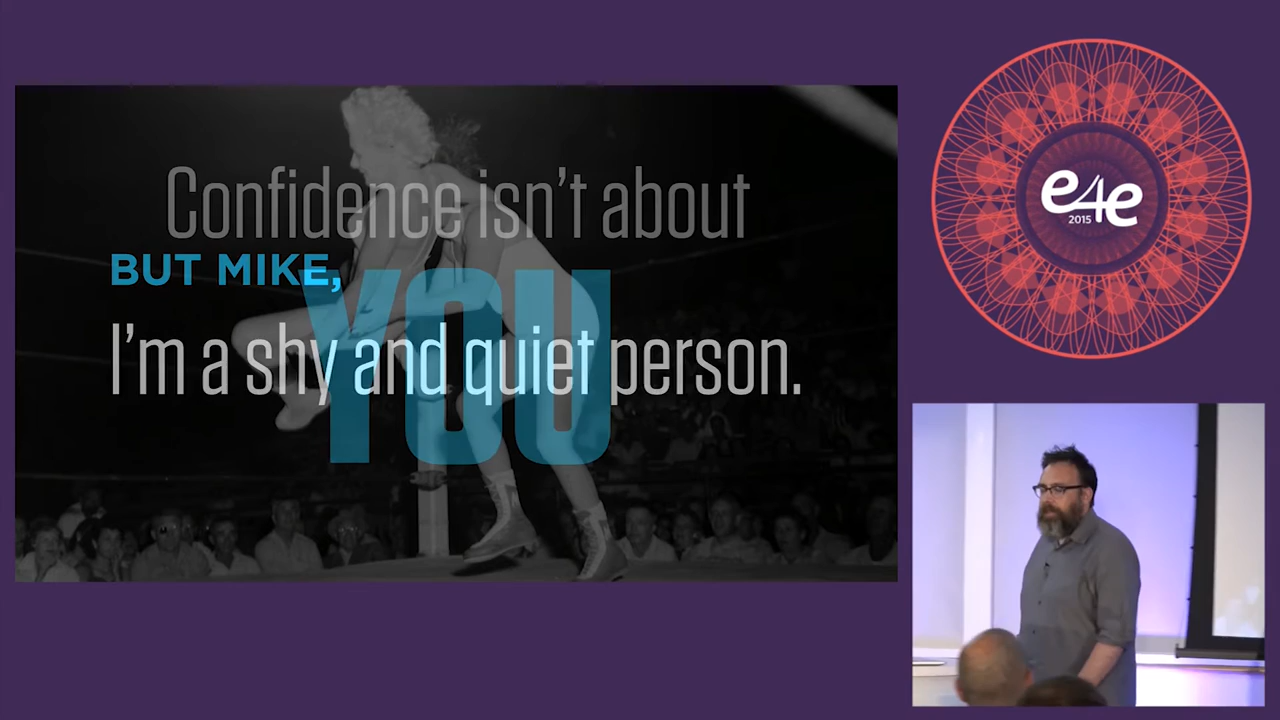 Confidence isn't about
YOU
BUT MIKE,
I'm a shy and quiet person.
e4e
2015